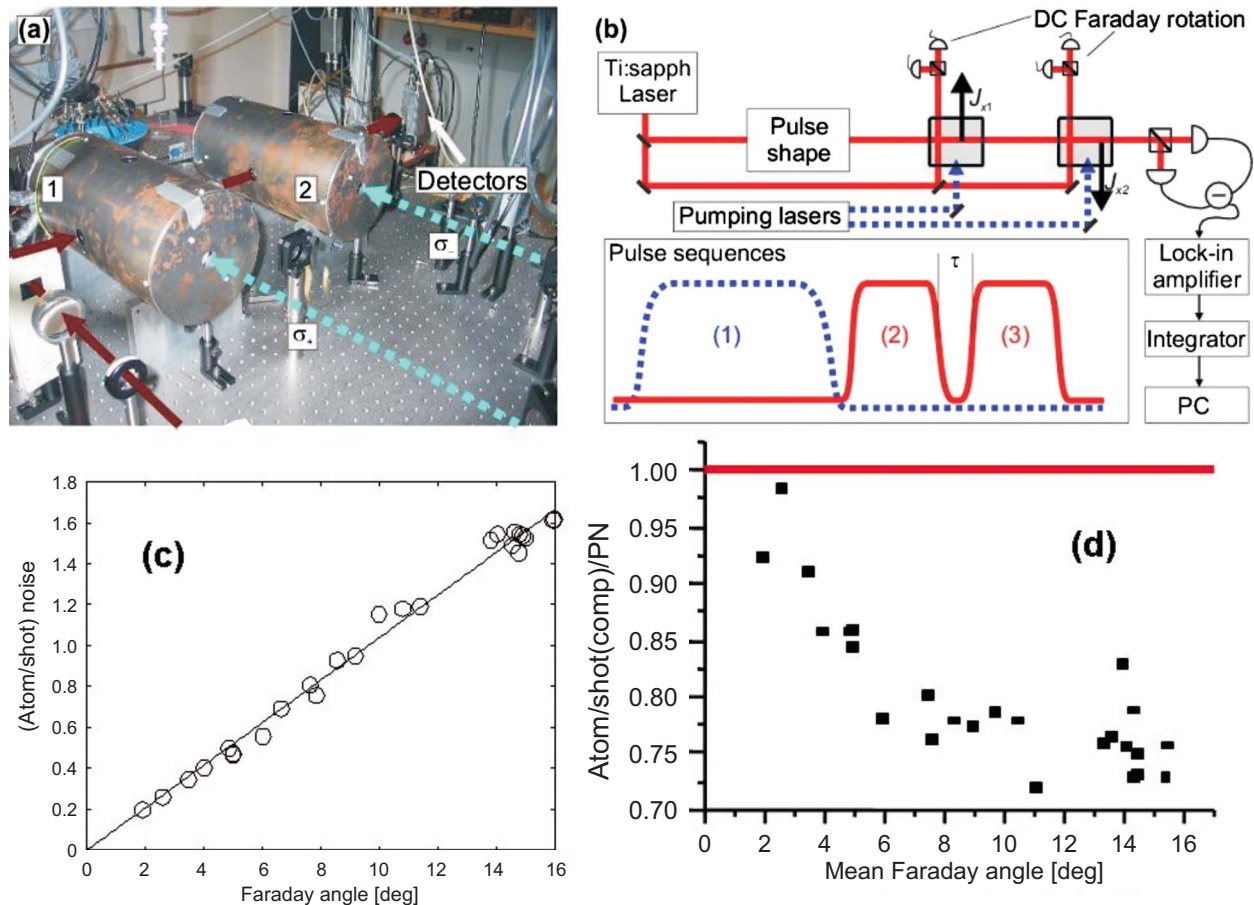 (a)
1
2
Detectors
σ₋
σ₊
(b)
DC Faraday rotation
Ti:sapph
Laser
Pulse
shape
Jx1
Jx2
Pumping lasers
Pulse sequences
τ
(1)
(2)
(3)
−
Lock-in
amplifier
Integrator
PC
(c)
(Atom/shot) noise
1.8
1.6
1.4
1.2
1.0
0.8
0.6
0.4
0.2
0
0 2 4 6 8 10 12 14 16
Faraday angle [deg]
(d)
Atom/shot(comp)/PN
1.00
0.95
0.90
0.85
0.80
0.75
0.70
0 2 4 6 8 10 12 14 16
Mean Faraday angle [deg]